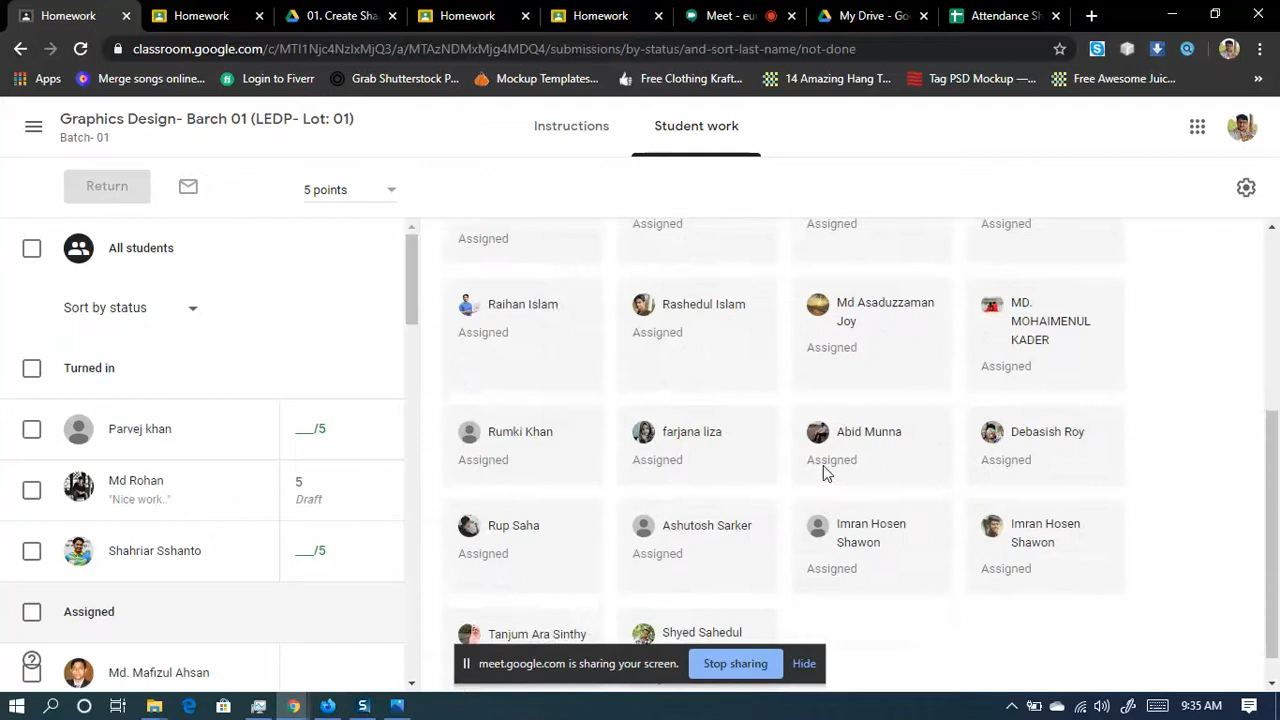 Homework
Homework
01. Create Sha
Homework
Homework
Meet - eu
My Drive - Go
Attendance Sh
classroom.google.com/c/MTI1Njc4NzIxMjQ3/a/MTAzNDMxMjg4MDQ4/submissions/by-status/and-sort-last-name/not-done
Apps
Merge songs online...
Login to Fiverr
Grab Shutterstock P...
Mockup Templates...
Free Clothing Kraft...
14 Amazing Hang T...
Tag PSD Mockup —...
Free Awesome Juic...
Graphics Design- Barch 01 (LEDP- Lot: 01)
Batch- 01
Instructions
Student work
Return
5 points
All students
Sort by status
Turned in
Parvej khan
___/5
Md Rohan
"Nice work.."
5
Draft
Shahriar Sshanto
___/5
Assigned
Md. Mafizul Ahsan
Assigned
Assigned
Assigned
Assigned
Raihan Islam
Assigned
Rashedul Islam
Assigned
Md Asaduzzaman
Joy
Assigned
MD.
MOHAIMENUL
KADER
Assigned
Rumki Khan
Assigned
farjana liza
Assigned
Abid Munna
Assigned
Debasish Roy
Assigned
Rup Saha
Assigned
Ashutosh Sarker
Assigned
Imran Hosen
Shawon
Assigned
Imran Hosen
Shawon
Assigned
Tanjum Ara Sinthy
Shyed Sahedul
meet.google.com is sharing your screen.
Stop sharing
Hide
9:35 AM